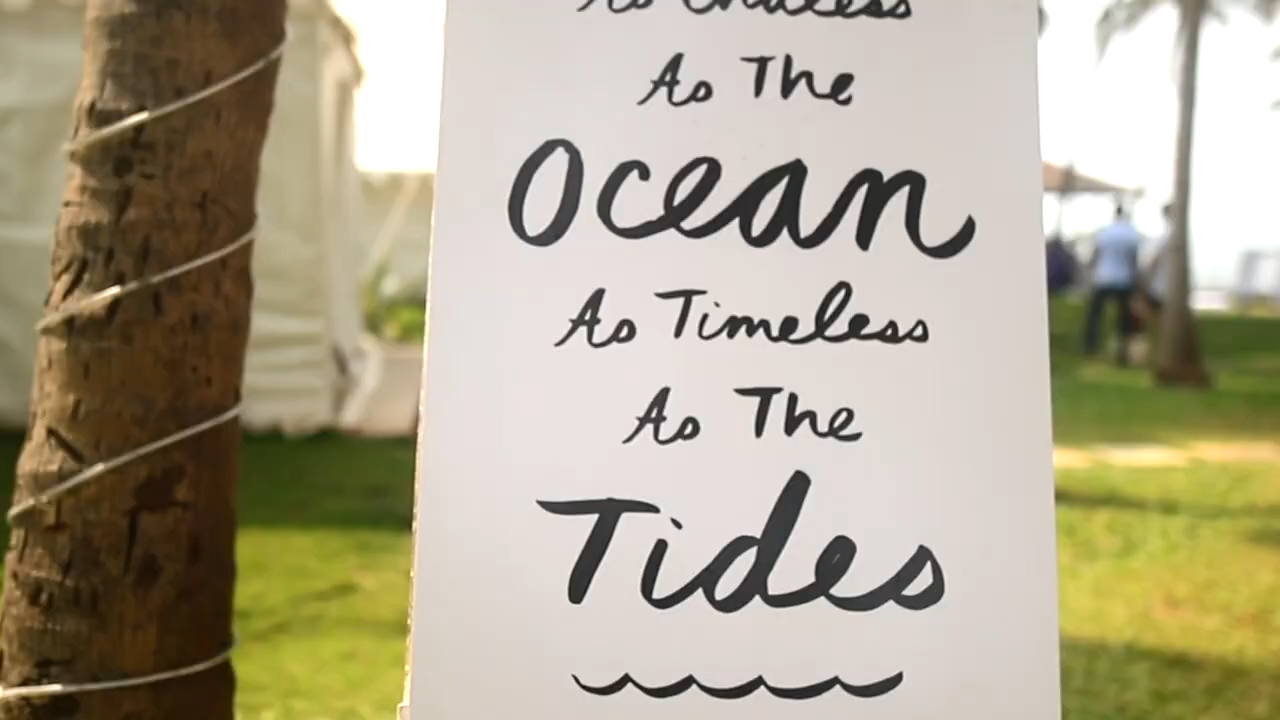 As Endless
As The
Ocean
As Timeless
As The
Tides